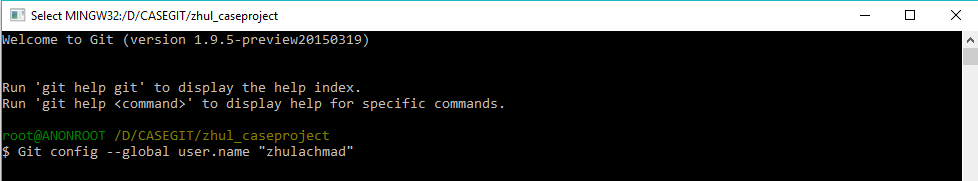 Select MINGW32:/D/CASEGIT/zhul_caseproject
Welcome to Git (version 1.9.5-preview20150319)
Run 'git help git' to display the help index.
Run 'git help <command>' to display help for specific commands.
root@ANONROOT /D/CASEGIT/zhul_caseproject
$ Git config --global user.name "zhulachmad"